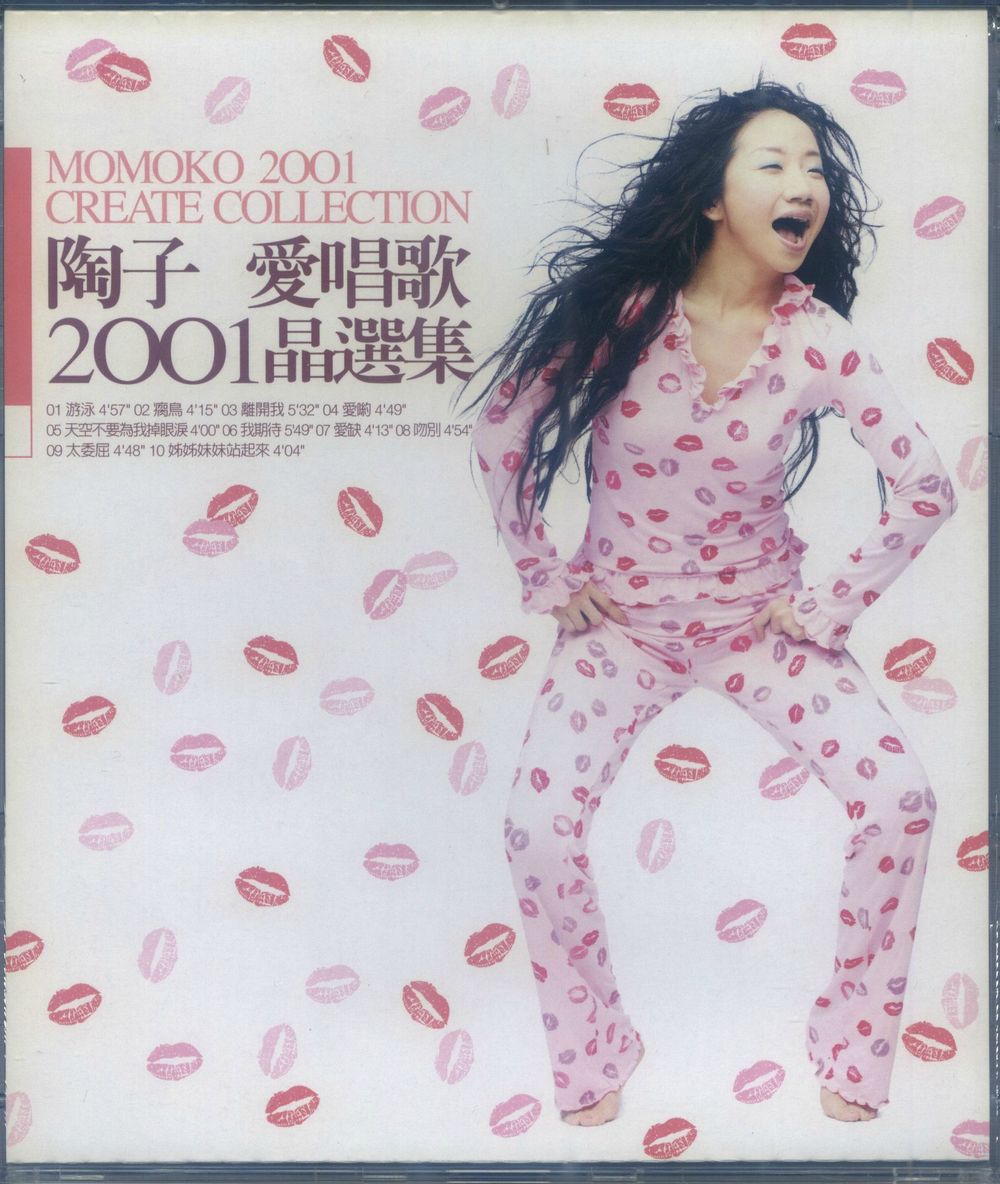 MOMOKO 2001
CREATE COLLECTION
陶子 愛唱歌
2001晶選集
01 游泳 4'57" 02 瘸鳥 4'15" 03 離開我 5'32" 04 愛喲 4'49"
05 天空不要為我掉眼淚 4'00" 06 我期待 5'49" 07 愛缺 4'13" 08 吻別 4'54"
09 太委屈 4'48" 10 姊姊妹妹站起來 4'04"